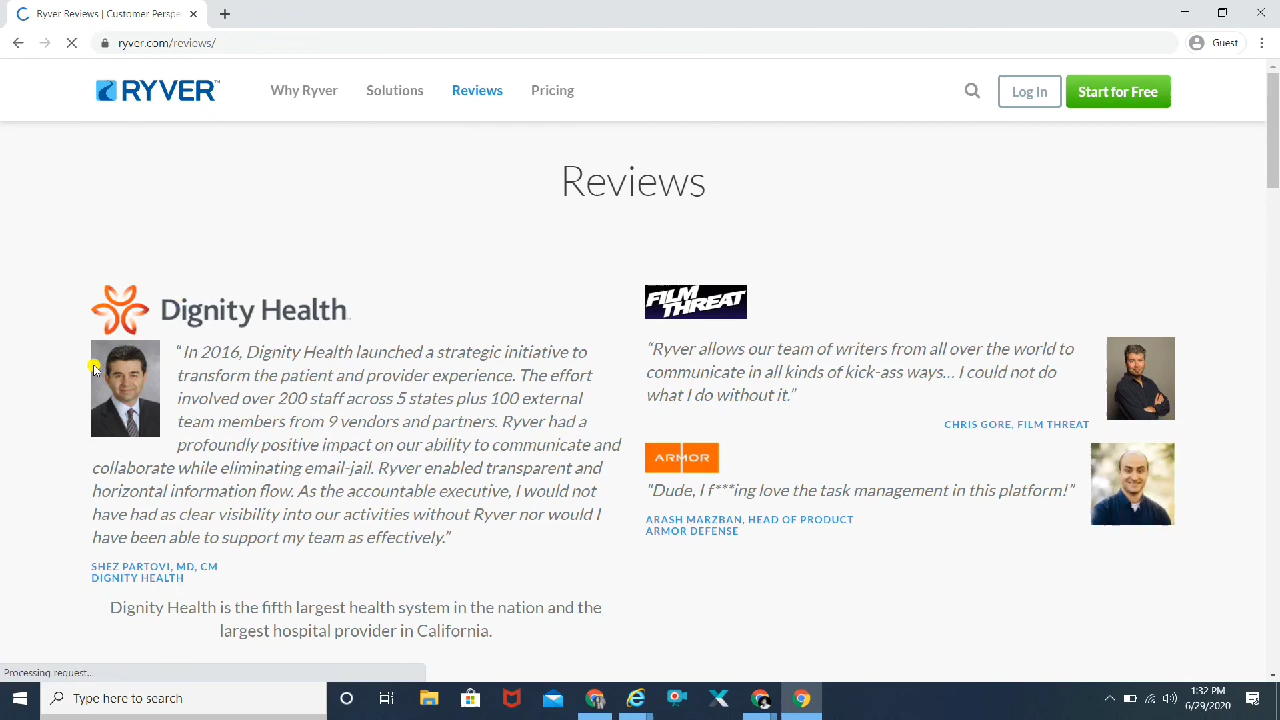 Ryver Reviews | Customer Perspe
ryver.com/reviews/
Guest
RYVER™
Why Ryver
Solutions
Reviews
Pricing
Log In
Start for Free
Reviews
Dignity Health
“In 2016, Dignity Health launched a strategic initiative to
transform the patient and provider experience. The effort
involved over 200 staff across 5 states plus 100 external
team members from 9 vendors and partners. Ryver had a
profoundly positive impact on our ability to communicate and
collaborate while eliminating email-jail. Ryver enabled transparent and
horizontal information flow. As the accountable executive, I would not
have had as clear visibility into our activities without Ryver nor would I
have been able to support my team as effectively.”
SHEZ PARTOVI, MD, CM
DIGNITY HEALTH
Dignity Health is the fifth largest health system in the nation and the
largest hospital provider in California.
FILM
THREAT
“Ryver allows our team of writers from all over the world to
communicate in all kinds of kick-ass ways… I could not do
what I do without it.”
CHRIS GORE, FILM THREAT
ARMOR
“Dude, I f***ing love the task management in this platform!”
ARASH MARZBAN, HEAD OF PRODUCT
ARMOR DEFENSE
Processing request...
Type here to search
1:32 PM
6/29/2020